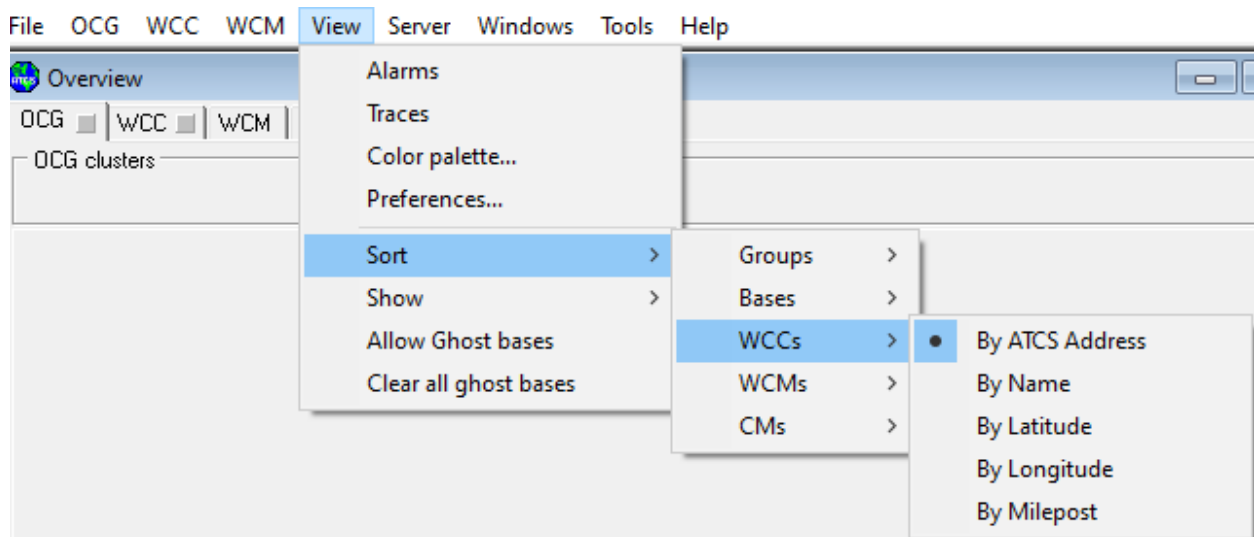 File OCG WCC WCM View Server Windows Tools Help
ATCS Overview
OCG WCC WCM
OCG clusters
Alarms
Traces
Color palette...
Preferences...
Sort
Show
Allow Ghost bases
Clear all ghost bases
Groups
Bases
WCCs
WCMs
CMs
By ATCS Address
By Name
By Latitude
By Longitude
By Milepost